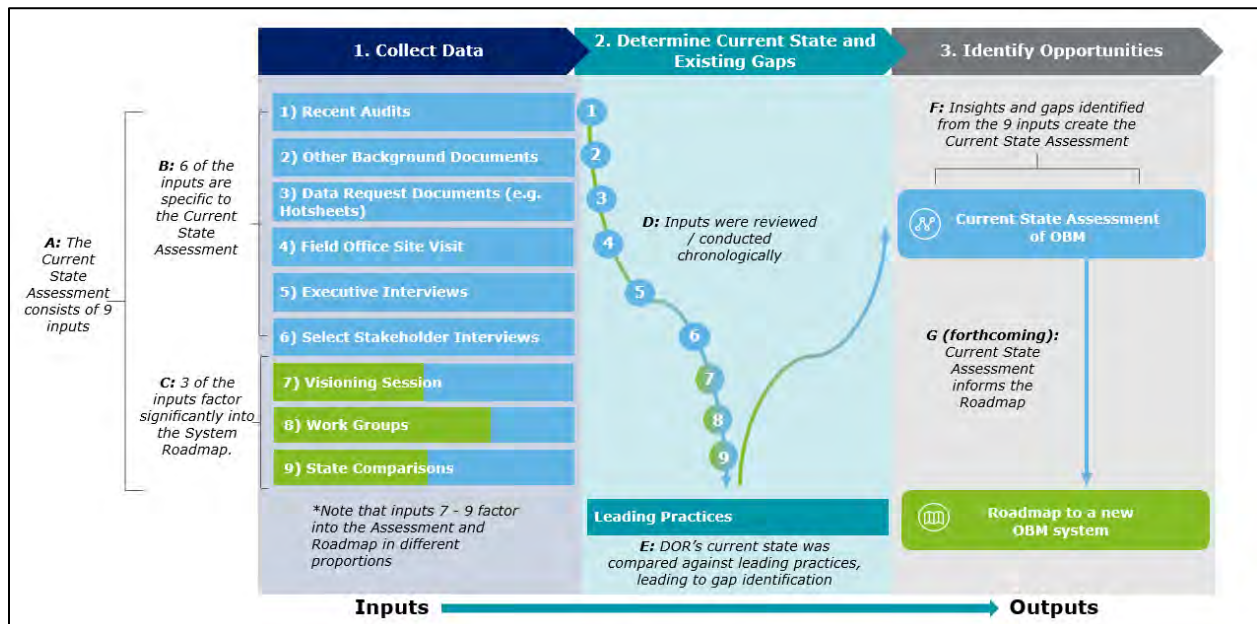 1. Collect Data
2. Determine Current State and
Existing Gaps
3. Identify Opportunities
A: The
Current
State
Assessment
consists of 9
inputs
B: 6 of the
inputs are
specific to
the Current
State
Assessment
C: 3 of the
inputs factor
significantly into
the System
Roadmap.
1) Recent Audits
2) Other Background Documents
3) Data Request Documents (e.g.
Hotsheets)
4) Field Office Site Visit
5) Executive Interviews
6) Select Stakeholder Interviews
7) Visioning Session
8) Work Groups
9) State Comparisons
*Note that inputs 7 - 9 factor
into the Assessment and
Roadmap in different
proportions
1
2
3
4
5
6
7
8
9
D: Inputs were reviewed
/ conducted
chronologically
Leading Practices
E: DOR's current state was
compared against leading practices,
leading to gap identification
F: Insights and gaps identified
from the 9 inputs create the
Current State Assessment
Current State Assessment
of OBM
G (forthcoming):
Current State
Assessment
informs the
Roadmap
Roadmap to a new
OBM system
Inputs
Outputs